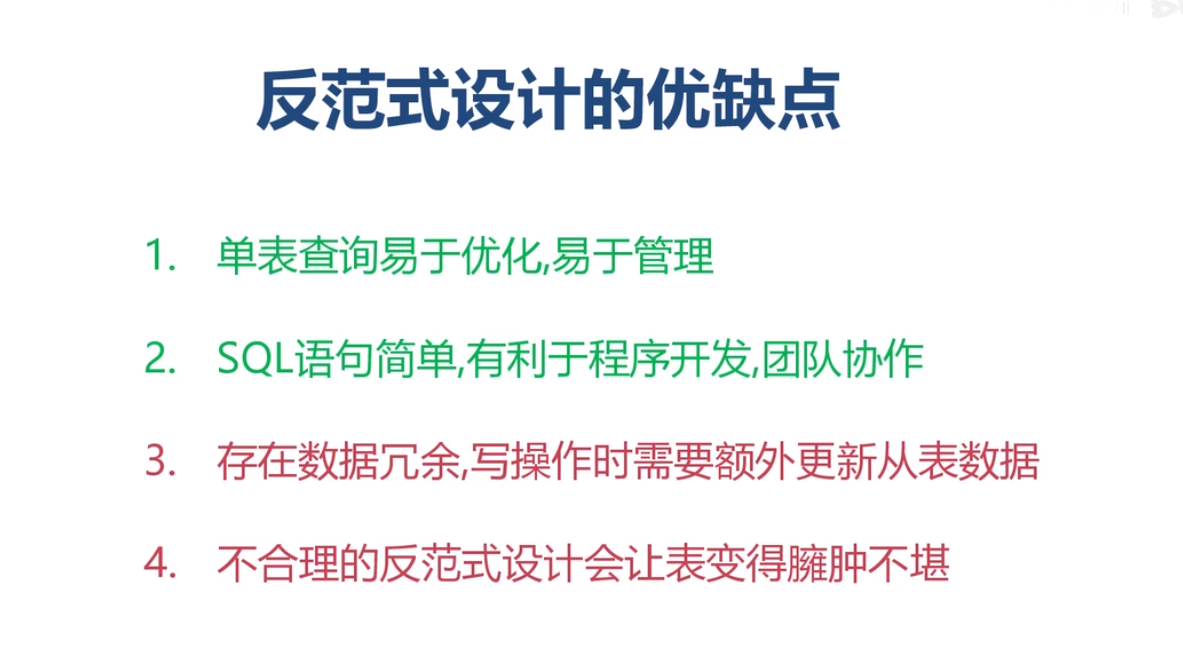 反范式设计的优缺点
1. 单表查询易于优化,易于管理
2. SQL语句简单,有利于程序开发,团队协作
3. 存在数据冗余,写操作时需要额外更新从表数据
4. 不合理的反范式设计会让表变得臃肿不堪